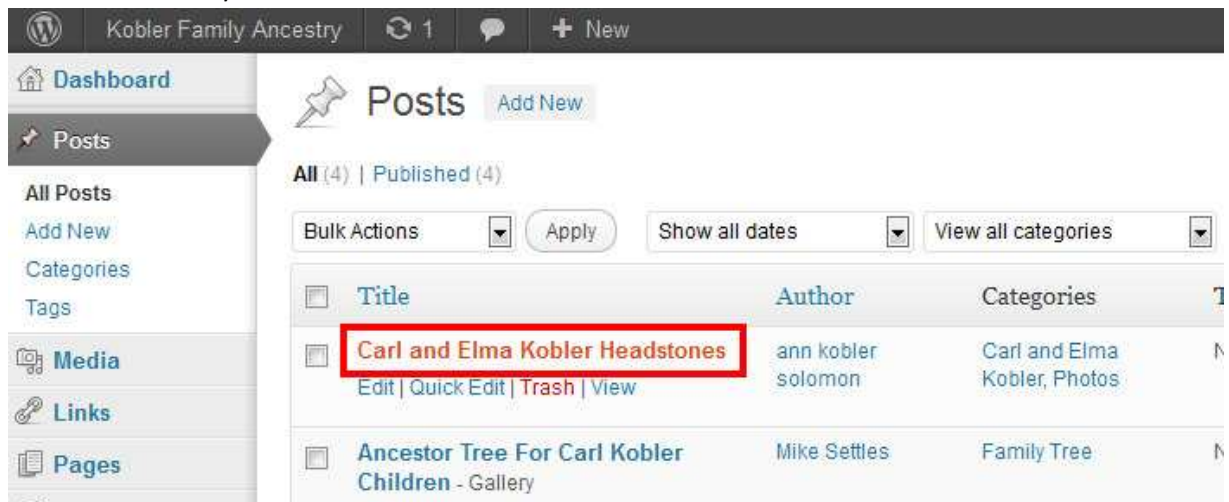 Kobler Family Ancestry 1 + New
Dashboard
Posts
All Posts
Add New
Categories
Tags
Media
Links
Pages
Posts Add New
All (4) | Published (4)
Bulk Actions Apply Show all dates View all categories
Title Author Categories
Carl and Elma Kobler Headstones ann kobler Carl and Elma
Edit | Quick Edit | Trash | View solomon Kobler, Photos
Ancestor Tree For Carl Kobler Mike Settles Family Tree
Children - Gallery